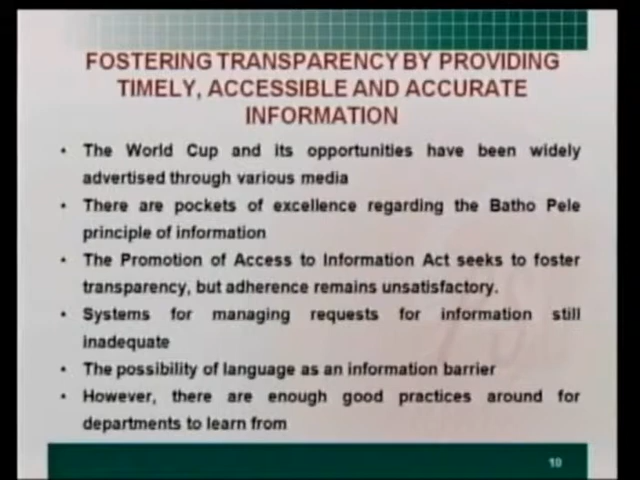 FOSTERING TRANSPARENCY BY PROVIDING
TIMELY, ACCESSIBLE AND ACCURATE
INFORMATION
• The World Cup and its opportunities have been widely
advertised through various media
• There are pockets of excellence regarding the Batho Pele
principle of information
• The Promotion of Access to Information Act seeks to foster
transparency, but adherence remains unsatisfactory.
• Systems for managing requests for information still
inadequate
• The possibility of language as an information barrier
• However, there are enough good practices around for
departments to learn from
10